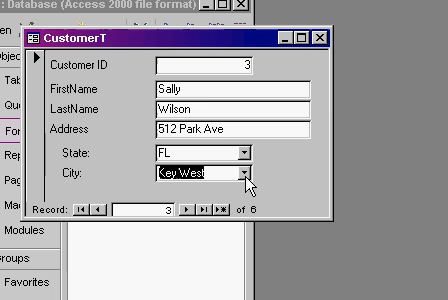 : Database (Access 2000 file format)
CustomerT
Customer ID 3
FirstName Sally
LastName Wilson
Address 512 Park Ave
State: FL
City: Key West
Record: 3 of 6
Modules
Favorites